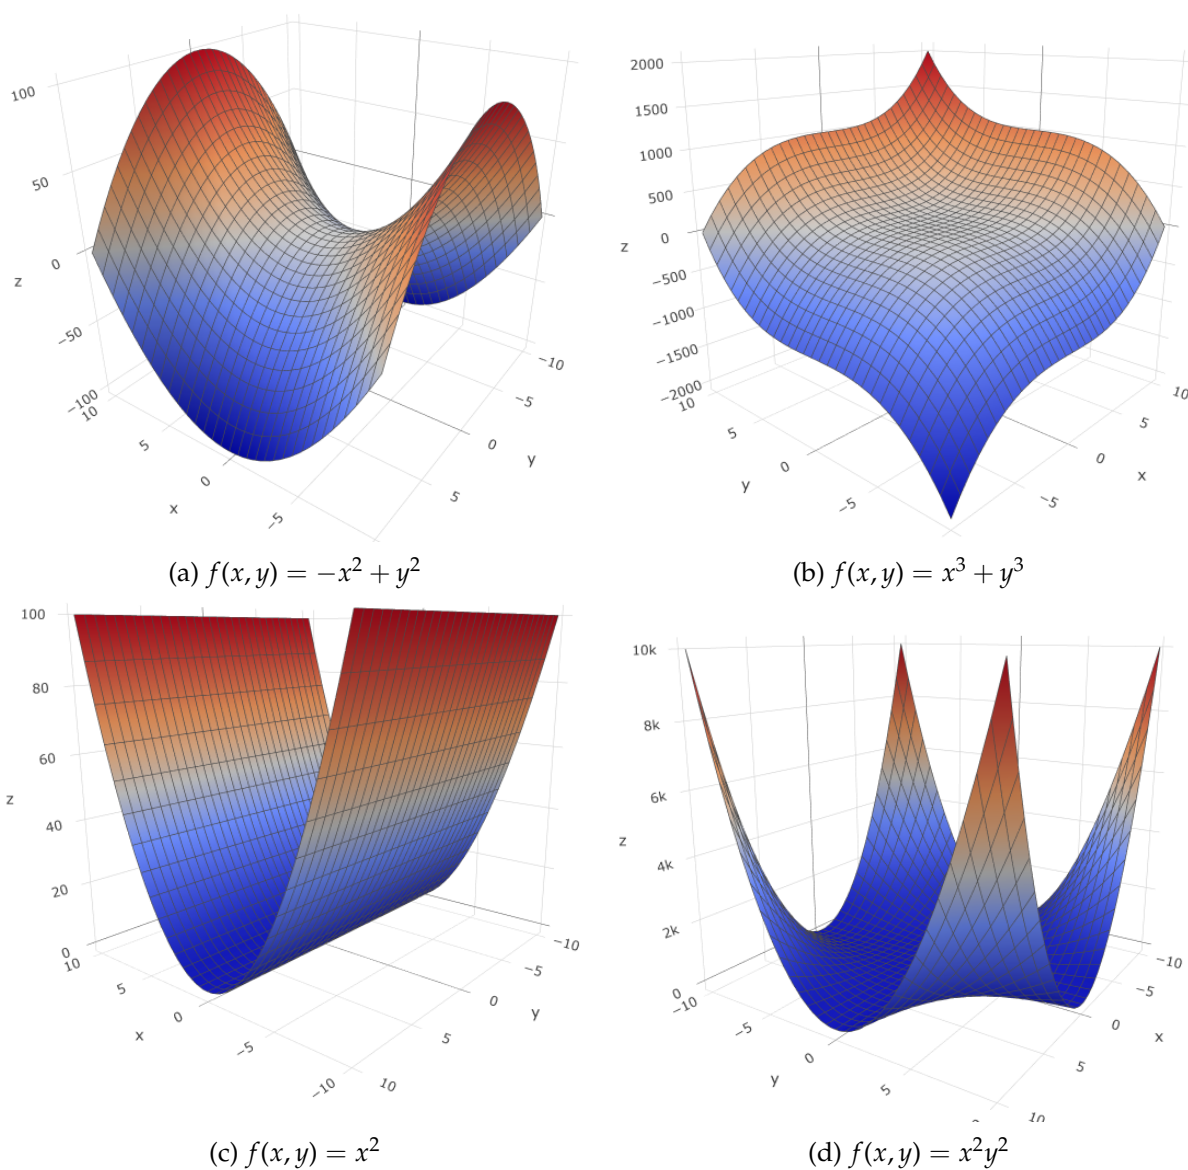 100
50
0
−50
−100
z
10
5
0
−5
x
−10
−5
0
5
y
2000
1500
1000
500
0
−500
−1000
−1500
−2000
z
10
5
0
−5
y
10
5
0
−5
x
(a) f(x, y) = −x² + y²
(b) f(x, y) = x³ + y³
100
80
60
40
20
0
z
10
5
0
−5
−10
x
−10
−5
0
5
10
y
10k
8k
6k
4k
2k
0
z
−10
−5
0
5
y
−10
−5
0
5
10
x
(c) f(x, y) = x²
(d) f(x, y) = x²y²